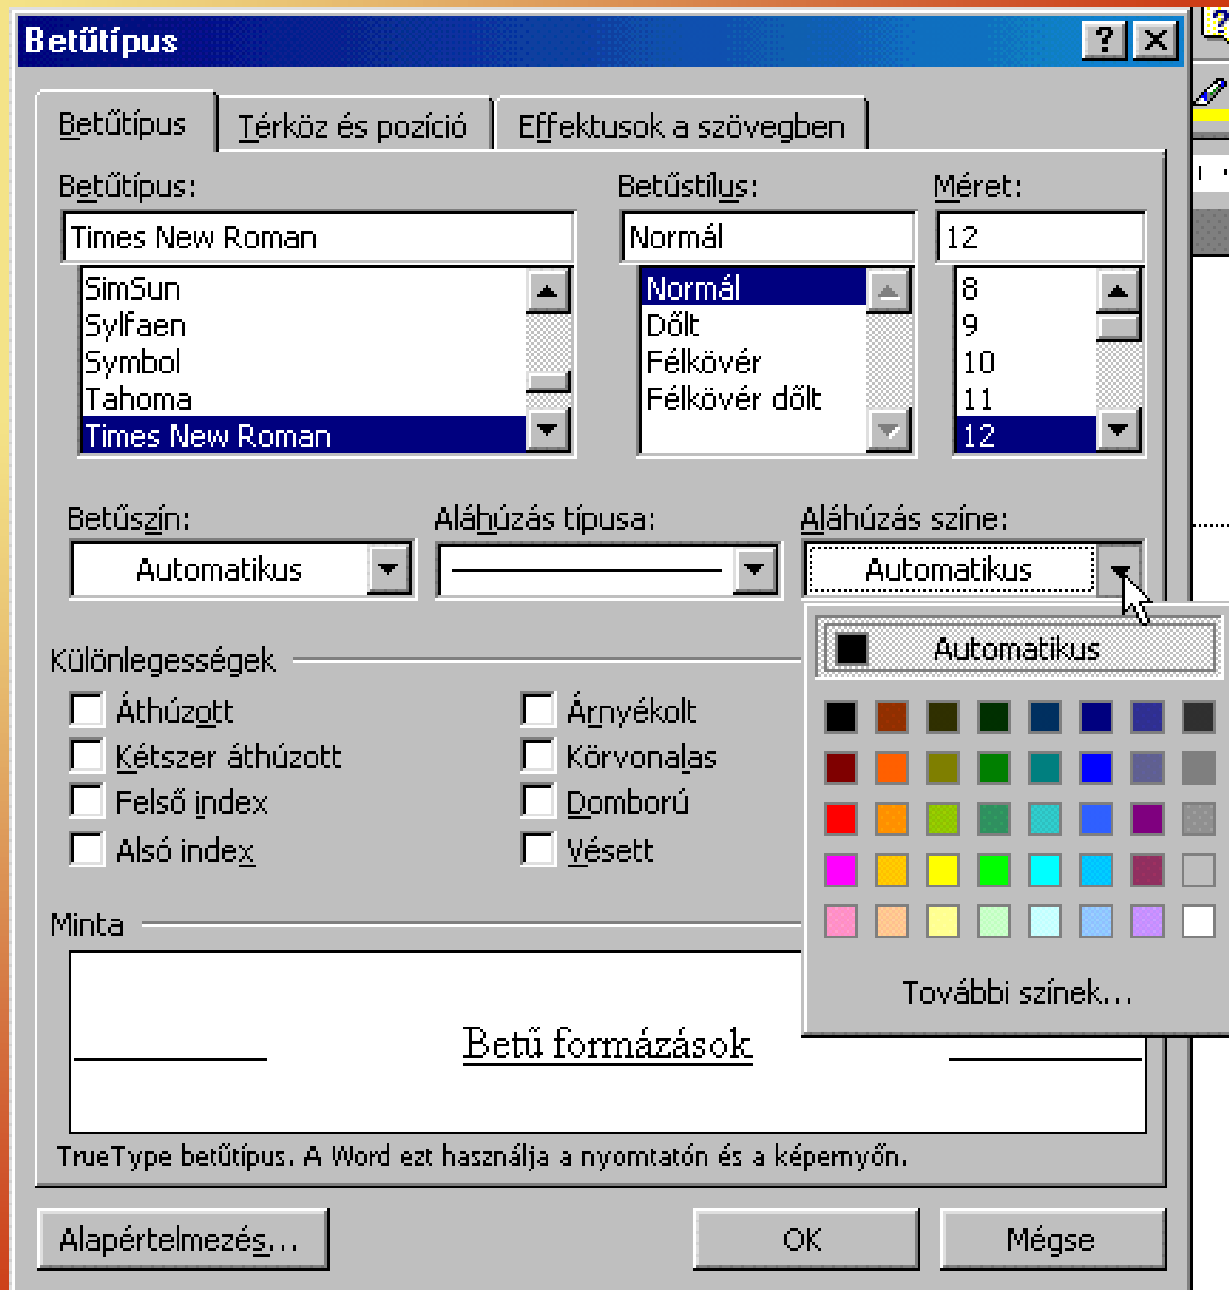 Betűtípus
Betűtípus Térköz és pozíció Effektusok a szövegben
Betűtípus: Betűstílus: Méret:
Times New Roman Normál 12
SimSun Normál 8
Sylfaen Dőlt 9
Symbol Félkövér 10
Tahoma Félkövér dőlt 11
Times New Roman 12
Betűszín: Aláhúzás típusa: Aláhúzás színe:
Automatikus Automatikus
Automatikus
Különlegességek
Áthúzott Árnyékolt
Kétszer áthúzott Körvonalas
Felső index Domború
Alsó index Vésett
További színek...
Minta
Betű formázások
TrueType betűtípus. A Word ezt használja a nyomtatón és a képernyőn.
Alapértelmezés... OK Mégse